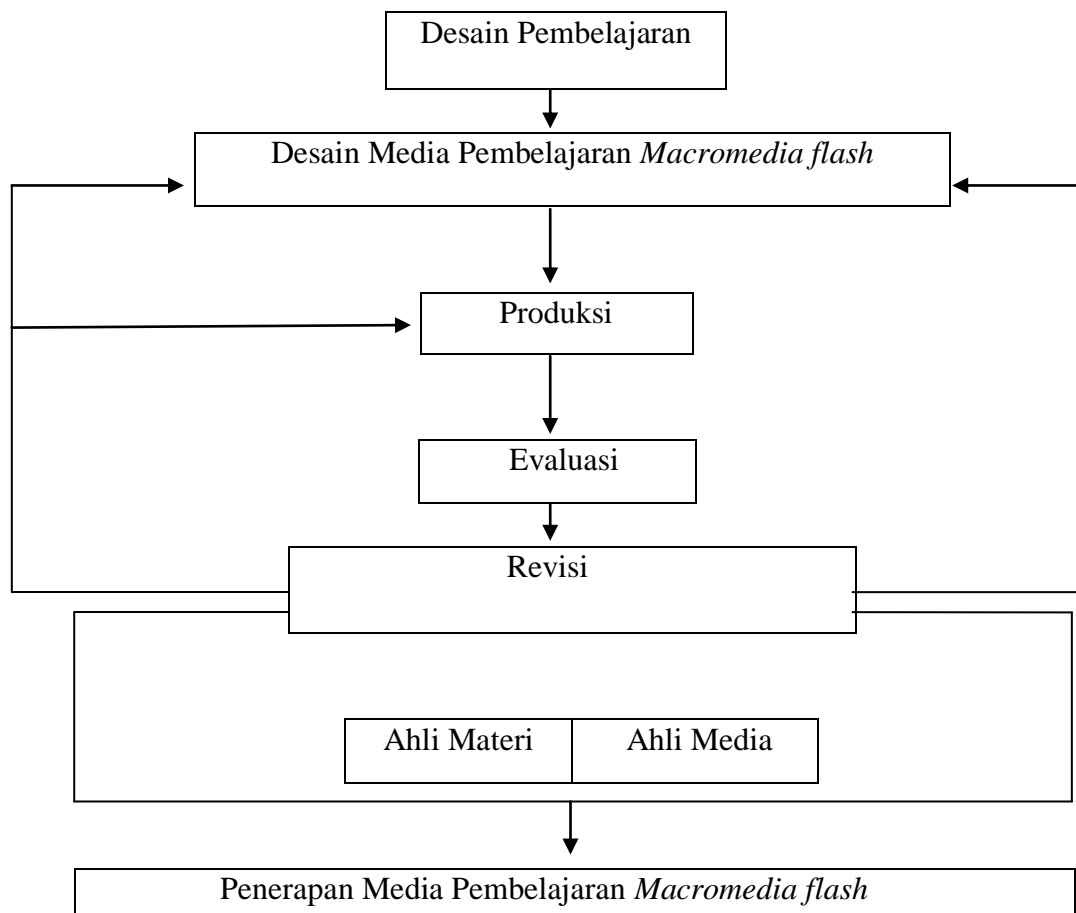 Desain Pembelajaran
Desain Media Pembelajaran Macromedia flash
Produksi
Evaluasi
Revisi
Ahli Materi
Ahli Media
Penerapan Media Pembelajaran Macromedia flash